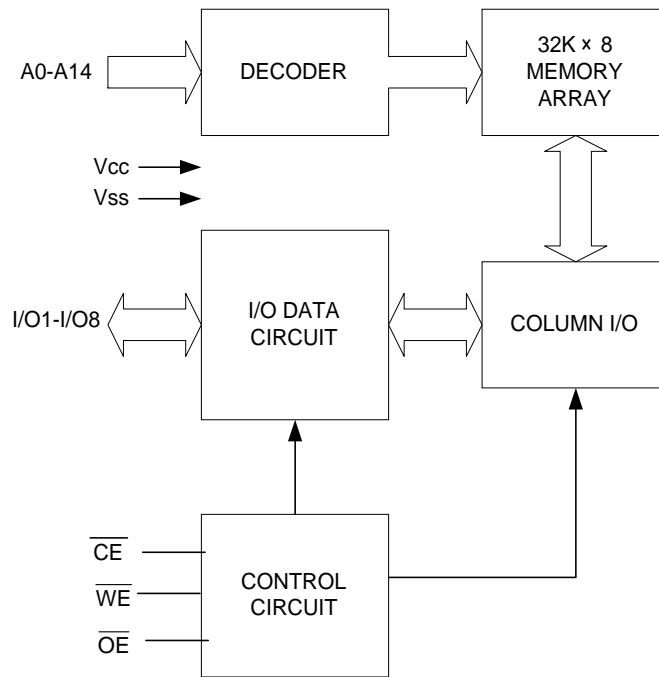 A0-A14
DECODER
32K × 8
MEMORY
ARRAY
Vcc
Vss
I/O1-I/O8
I/O DATA
CIRCUIT
COLUMN I/O
CE
WE
OE
CONTROL
CIRCUIT